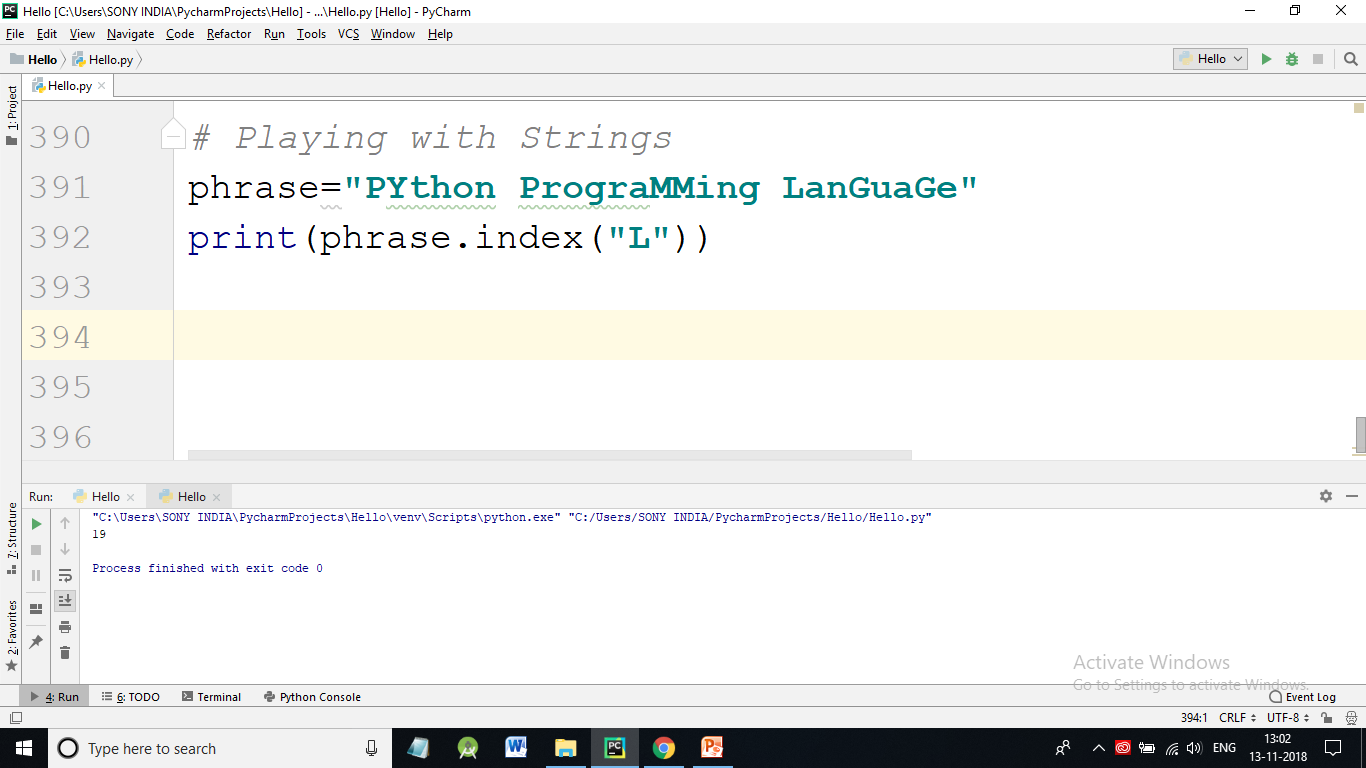 Hello [C:\Users\SONY INDIA\PycharmProjects\Hello] - ...\Hello.py [Hello] - PyCharm
File Edit View Navigate Code Refactor Run Tools VCS Window Help
Hello Hello.py Hello
1: Project
Hello.py
390 # Playing with Strings
391 phrase="PYthon PrograMMing LanGuaGe"
392 print(phrase.index("L"))
393
394
395
396
Run: Hello Hello
7: Structure
2: Favorites
"C:\Users\SONY INDIA\PycharmProjects\Hello\venv\Scripts\python.exe" "C:/Users/SONY INDIA/PycharmProjects/Hello/Hello.py"
19
Process finished with exit code 0
Activate Windows
Go to Settings to activate Windows.
4: Run 6: TODO Terminal Python Console Event Log
394:1 CRLF UTF-8
Type here to search
ENG
13:02
13-11-2018